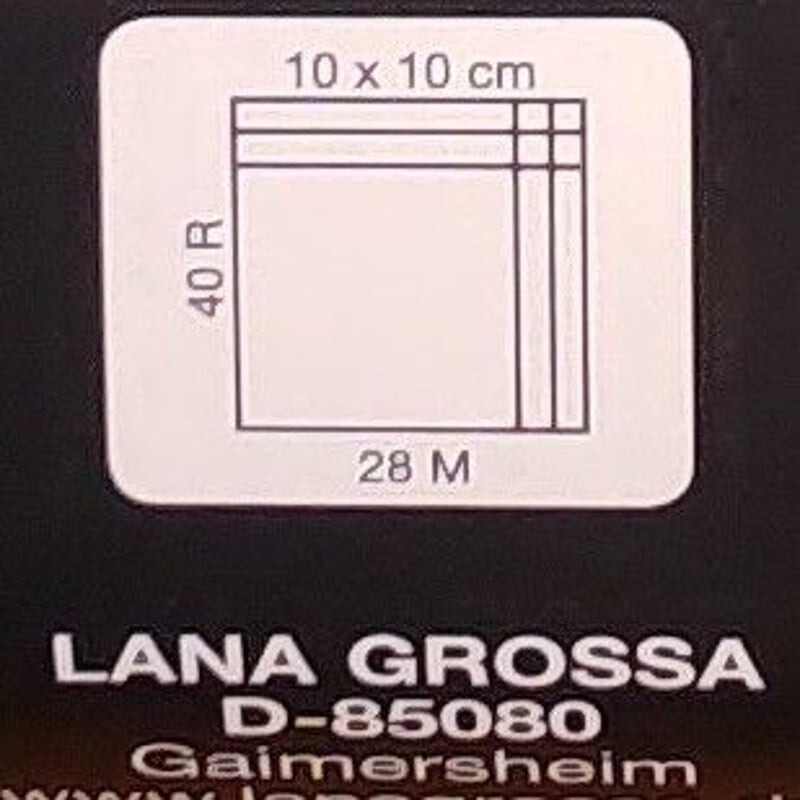 10 x 10 cm
40 R
28 M
LANA GROSSA
D-85080
Gaimersheim